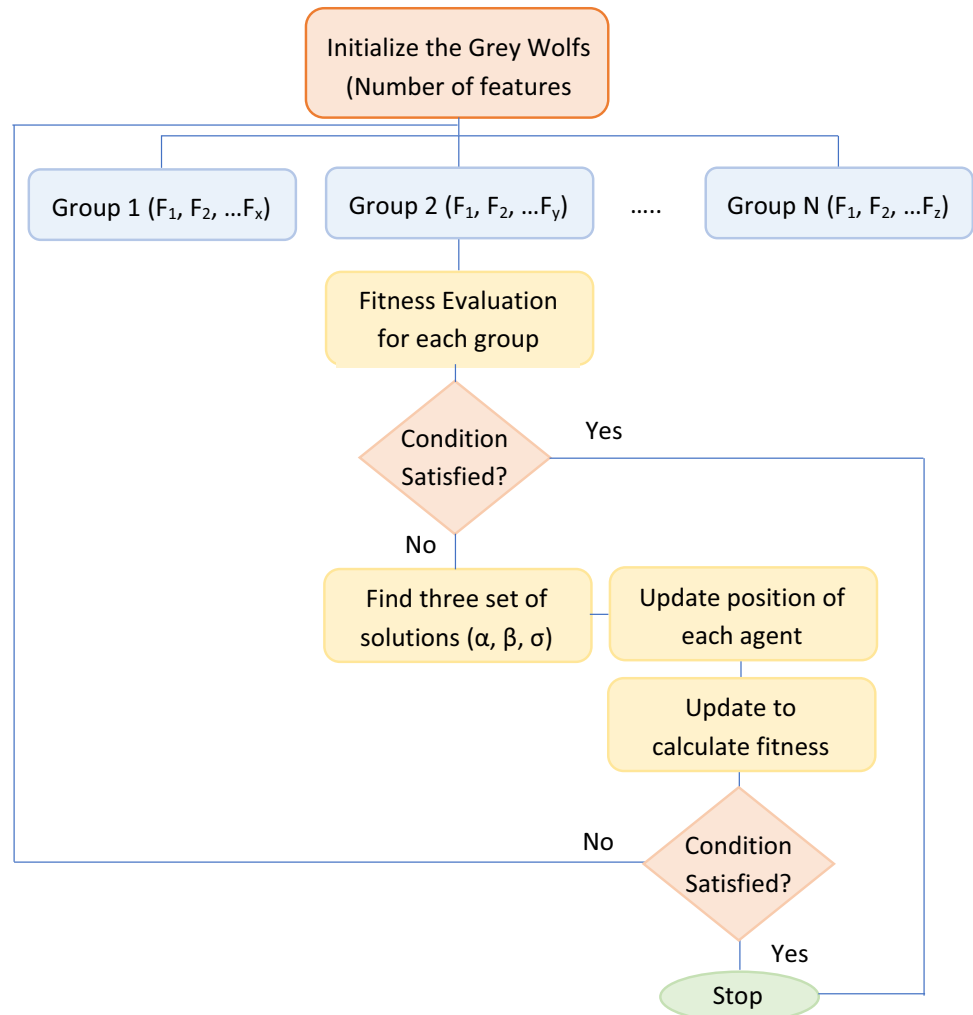 Initialize the Grey Wolfs
(Number of features
Group 1 (F₁, F₂, ...Fₓ)
Group 2 (F₁, F₂, ...Fᵧ)
.....
Group N (F₁, F₂, ...F_z)
Fitness Evaluation
for each group
Condition
Satisfied?
Yes
No
Find three set of
solutions (α, β, σ)
Update position of
each agent
Update to
calculate fitness
No
Condition
Satisfied?
Yes
Stop